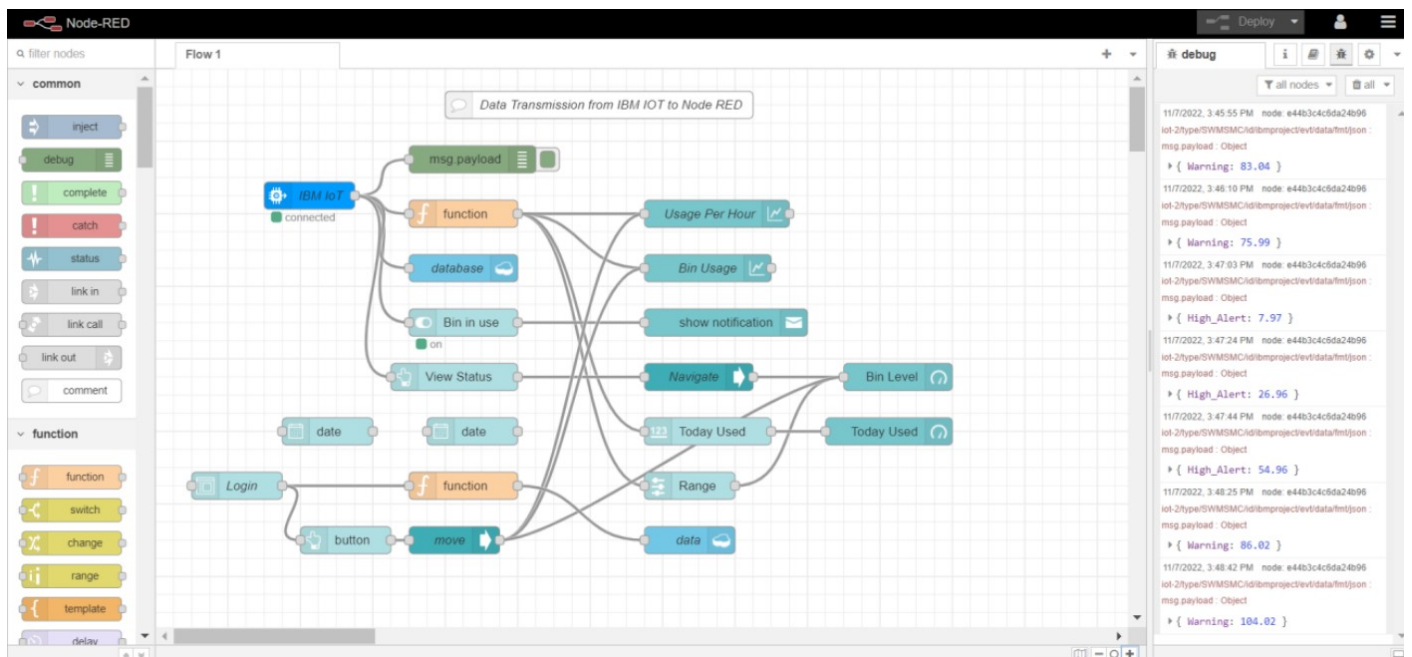 Node-RED
Deploy
filter nodes
common
inject
debug
complete
catch
status
link in
link call
link out
comment
function
function
switch
change
range
template
delay
Flow 1
Data Transmission from IBM IOT to Node RED
msg.payload
IBM IoT
connected
function
Usage Per Hour
database
Bin Usage
Bin in use
on
show notification
View Status
Navigate
Bin Level
date
date
123
Today Used
Today Used
Login
function
Range
button
move
data
debug
i
all nodes
all
11/7/2022, 3:45:55 PM node: e44b3c4c6da24b96
iot-2/type/SWMSMC/id/ibmproject/evt/data/fmt/json :
msg.payload : Object
{ Warning: 83.04 }
11/7/2022, 3:46:10 PM node: e44b3c4c6da24b96
iot-2/type/SWMSMC/id/ibmproject/evt/data/fmt/json :
msg.payload : Object
{ Warning: 75.99 }
11/7/2022, 3:47:03 PM node: e44b3c4c6da24b96
iot-2/type/SWMSMC/id/ibmproject/evt/data/fmt/json :
msg.payload : Object
{ High_Alert: 7.97 }
11/7/2022, 3:47:24 PM node: e44b3c4c6da24b96
iot-2/type/SWMSMC/id/ibmproject/evt/data/fmt/json :
msg.payload : Object
{ High_Alert: 26.96 }
11/7/2022, 3:47:44 PM node: e44b3c4c6da24b96
iot-2/type/SWMSMC/id/ibmproject/evt/data/fmt/json :
msg.payload : Object
{ High_Alert: 54.96 }
11/7/2022, 3:48:25 PM node: e44b3c4c6da24b96
iot-2/type/SWMSMC/id/ibmproject/evt/data/fmt/json :
msg.payload : Object
{ Warning: 86.02 }
11/7/2022, 3:48:42 PM node: e44b3c4c6da24b96
iot-2/type/SWMSMC/id/ibmproject/evt/data/fmt/json :
msg.payload : Object
{ Warning: 104.02 }